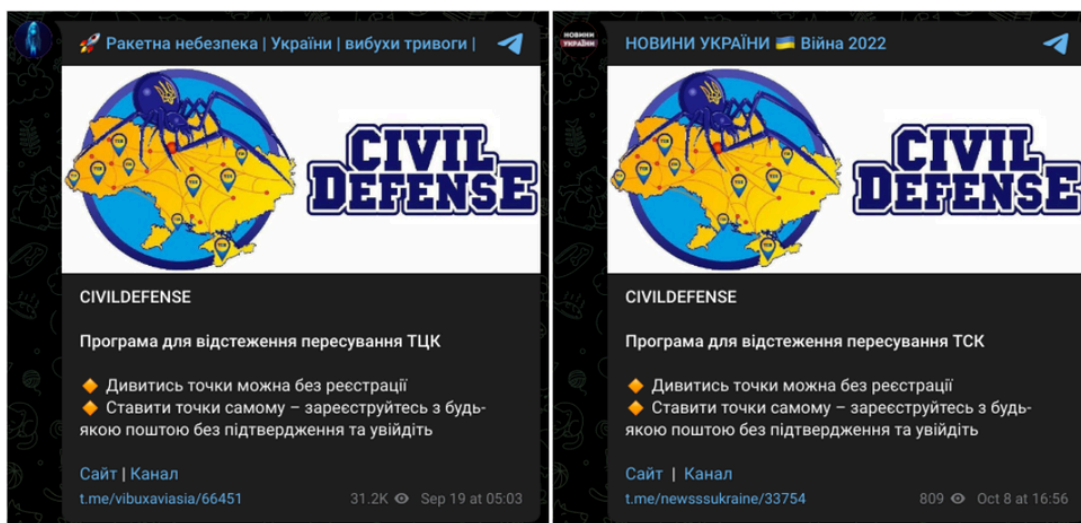 🚀 Ракетна небезпека | України | вибухи тривоги |
CIVIL
DEFENSE
CIVILDEFENSE
Програма для відстеження пересування ТЦК
🔸 Дивитись точки можна без реєстрації
🔸 Ставити точки самому – зареєструйтесь з будь-
якою поштою без підтвердження та увійдіть
Сайт | Канал
t.me/vibuxaviasia/66451 31.2K Sep 19 at 05:03
НОВИНИ
УКРАЇНИ
НОВИНИ УКРАЇНИ 🇺🇦 Війна 2022
CIVIL
DEFENSE
CIVILDEFENSE
Програма для відстеження пересування ТСК
🔸 Дивитись точки можна без реєстрації
🔸 Ставити точки самому – зареєструйтесь з будь-
якою поштою без підтвердження та увійдіть
Сайт | Канал
t.me/newsssukraine/33754 809 Oct 8 at 16:56